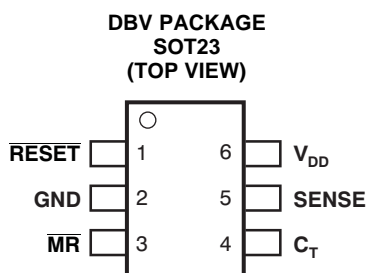 DBV PACKAGE
SOT23
(TOP VIEW)
RESET 1 6 VDD
GND 2 5 SENSE
MR 3 4 CT